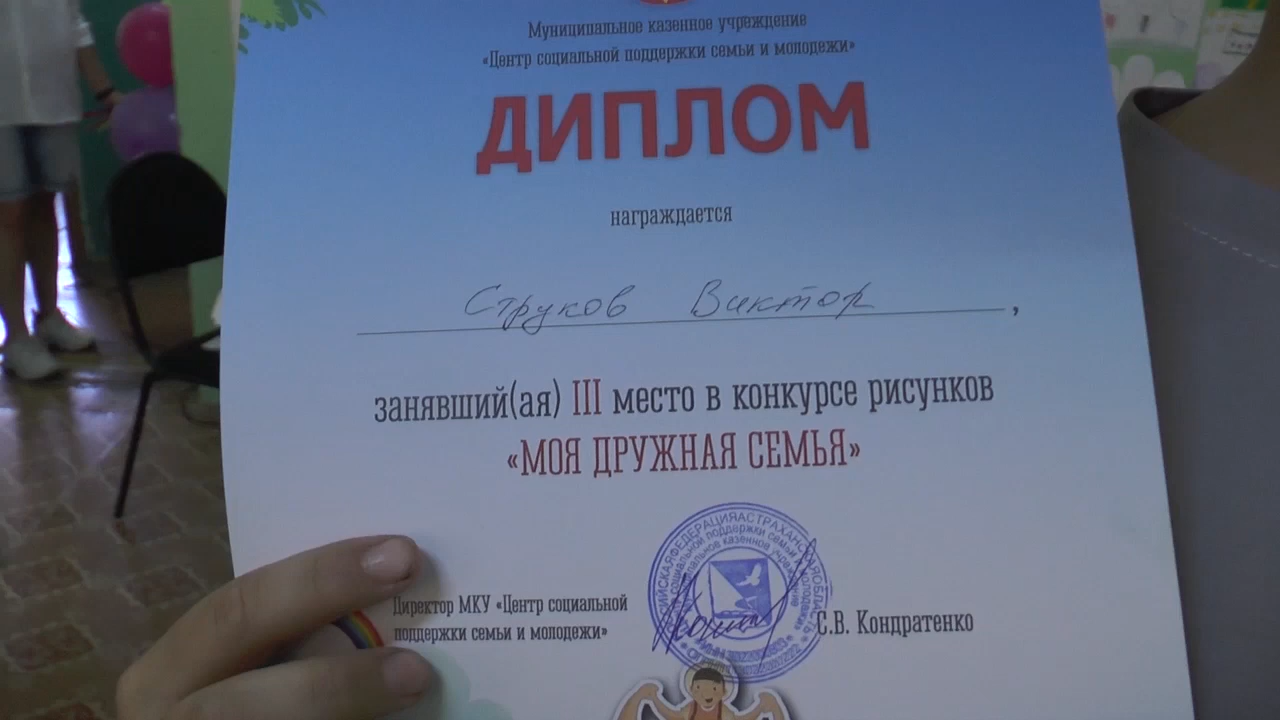 Муниципальное казенное учреждение
«Центр социальной поддержки семьи и молодежи»
ДИПЛОМ
награждается
Струков Виктор,
занявший(ая) III место в конкурсе рисунков
«МОЯ ДРУЖНАЯ СЕМЬЯ»
Директор МКУ «Центр социальной
поддержки семьи и молодежи»
С.В. Кондратенко